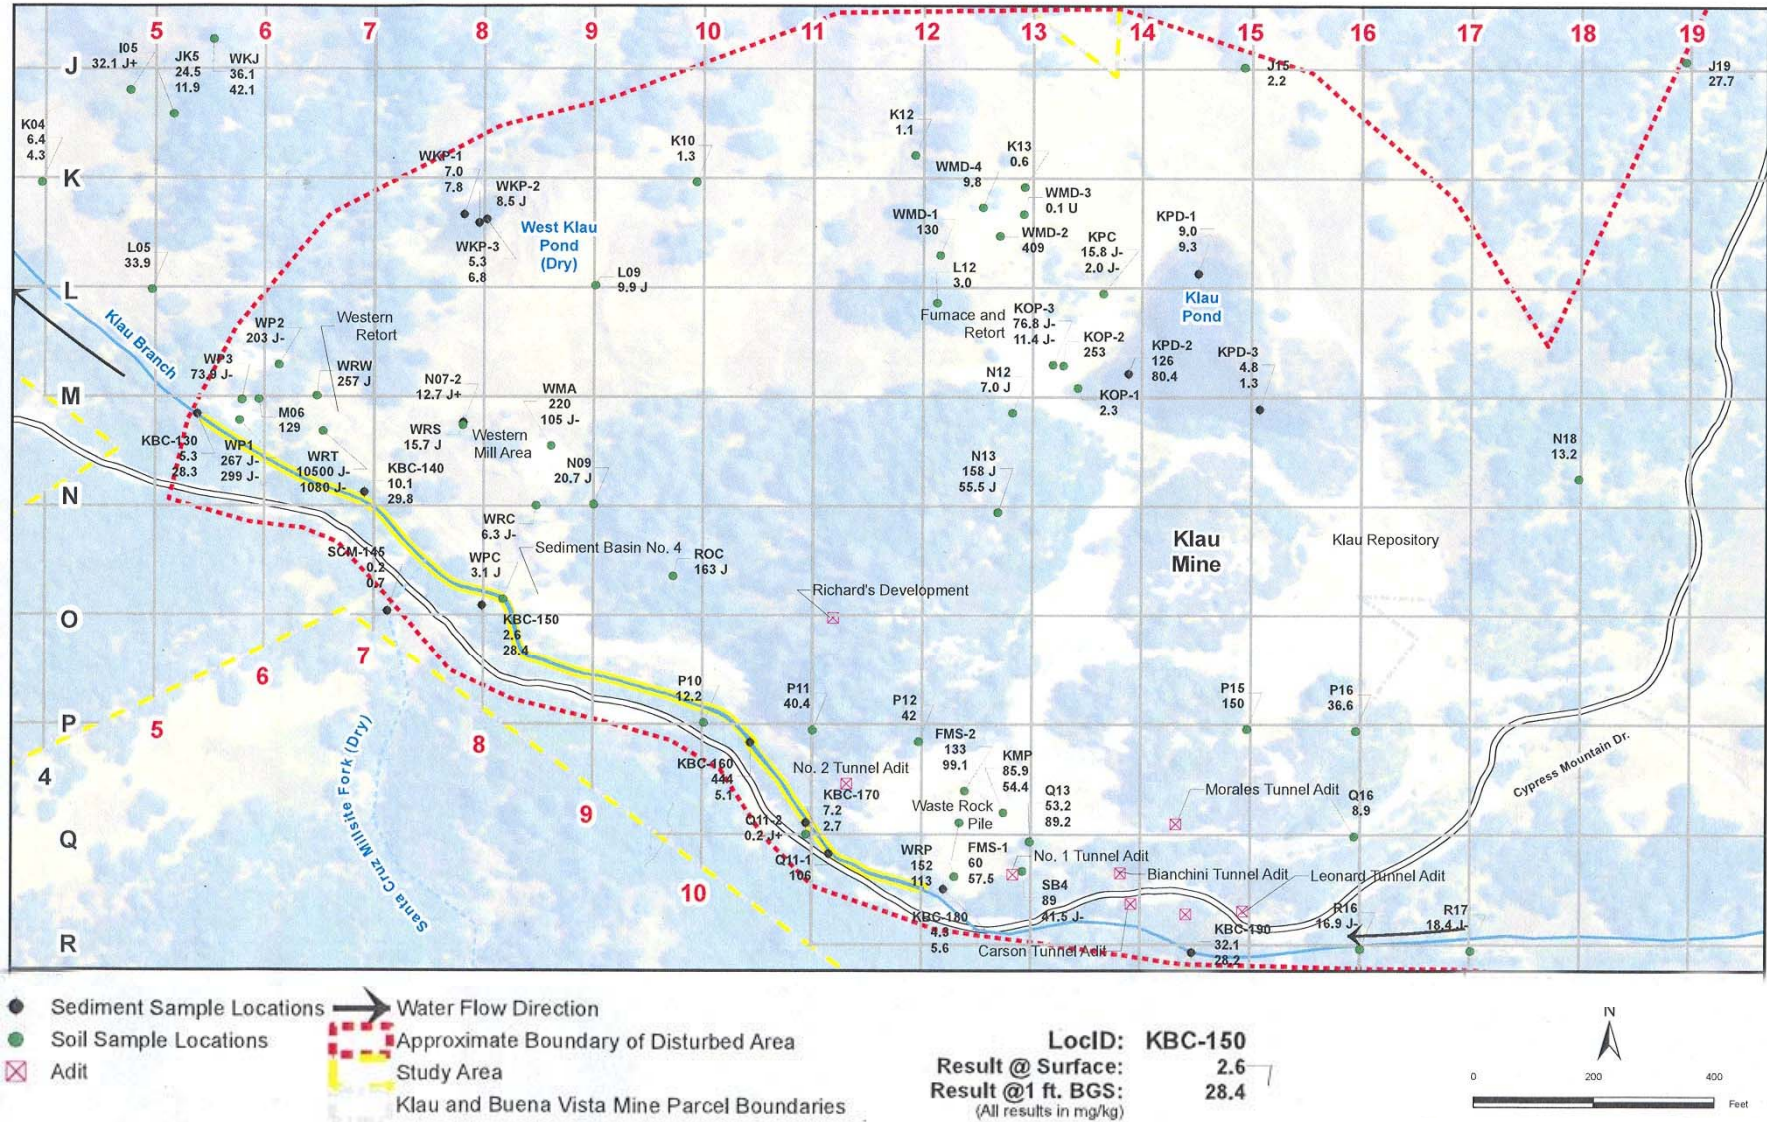 5 6 7 8 9 10 11 12 13 14 15 16 17 18 19
J
I05
32.1 J+
JK5
24.5
11.9
WKJ
36.1
42.1
J15
2.2
J19
27.7
K04
6.4
4.3
K
WKP-1
7.0
7.8
WKP-2
8.5 J
WKP-3
5.3
6.8
West Klau
Pond
(Dry)
K10
1.3
K12
1.1
K13
0.6
WMD-4
9.8
WMD-3
0.1 U
WMD-1
130
WMD-2
409
KPC
15.8 J-
2.0 J-
KPD-1
9.0
9.3
L05
33.9
L
L09
9.9 J
L12
3.0
Klau
Pond
Klau Branch
WP2
203 J-
Western
Retort
Furnace and
Retort
KOP-3
76.8 J-
11.4 J-
KOP-2
253
KPD-2
126
80.4
KPD-3
4.8
1.3
WP3
73.9 J-
WRW
257 J
N07-2
12.7 J+
WMA
220
105 J-
N12
7.0 J
KOP-1
2.3
M
M06
129
WRS
15.7 J
Western
Mill Area
KBC-130
5.3
28.3
WP1
267 J-
299 J-
WRT
10500 J-
1080 J-
KBC-140
10.1
29.8
N09
20.7 J
N13
158 J
55.5 J
N18
13.2
N
WRC
6.3 J-
SCM-145
0.2
0.7
WPC
3.1 J
Sediment Basin No. 4
ROC
163 J
Klau
Mine
Klau Repository
Richard's Development
O
KBC-150
2.6
28.4
7
6
5
8
9
10
4
P10
12.2
P11
40.4
P12
42
P15
150
P16
36.6
P
Santa Cruz Millisite Fork (Dry)
KBC-160
444
5.1
No. 2 Tunnel Adit
FMS-2
133
99.1
KMP
85.9
54.4
Cypress Mountain Dr.
KBC-170
7.2
2.7
Waste Rock
Pile
Q13
53.2
89.2
Morales Tunnel Adit
Q16
8.9
Q11-2
0.2 J+
Q
Q11-1
106
WRP
152
113
FMS-1
60
57.5
No. 1 Tunnel Adit
Bianchini Tunnel Adit
Leonard Tunnel Adit
SB4
89
41.5 J-
KBC-180
4.3
5.6
Carson Tunnel Adit
KBC-190
32.1
28.2
R16
16.9 J-
R17
18.4 J-
R
Sediment Sample Locations
Soil Sample Locations
Adit
Water Flow Direction
Approximate Boundary of Disturbed Area
Study Area
Klau and Buena Vista Mine Parcel Boundaries
LocID: KBC-150
Result @ Surface: 2.6
Result @1 ft. BGS: 28.4
(All results in mg/kg)
N
0 200 400
Feet